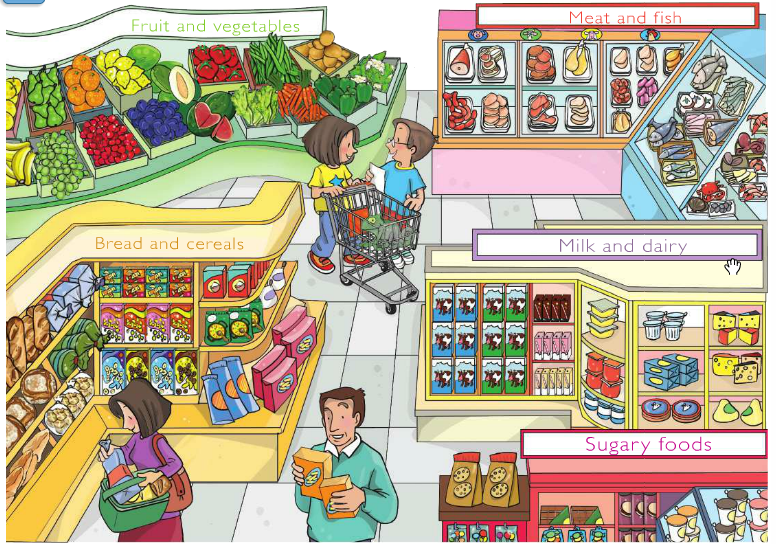 Fruit and vegetables
Meat and fish
Bread and cereals
Milk and dairy
Sugary foods